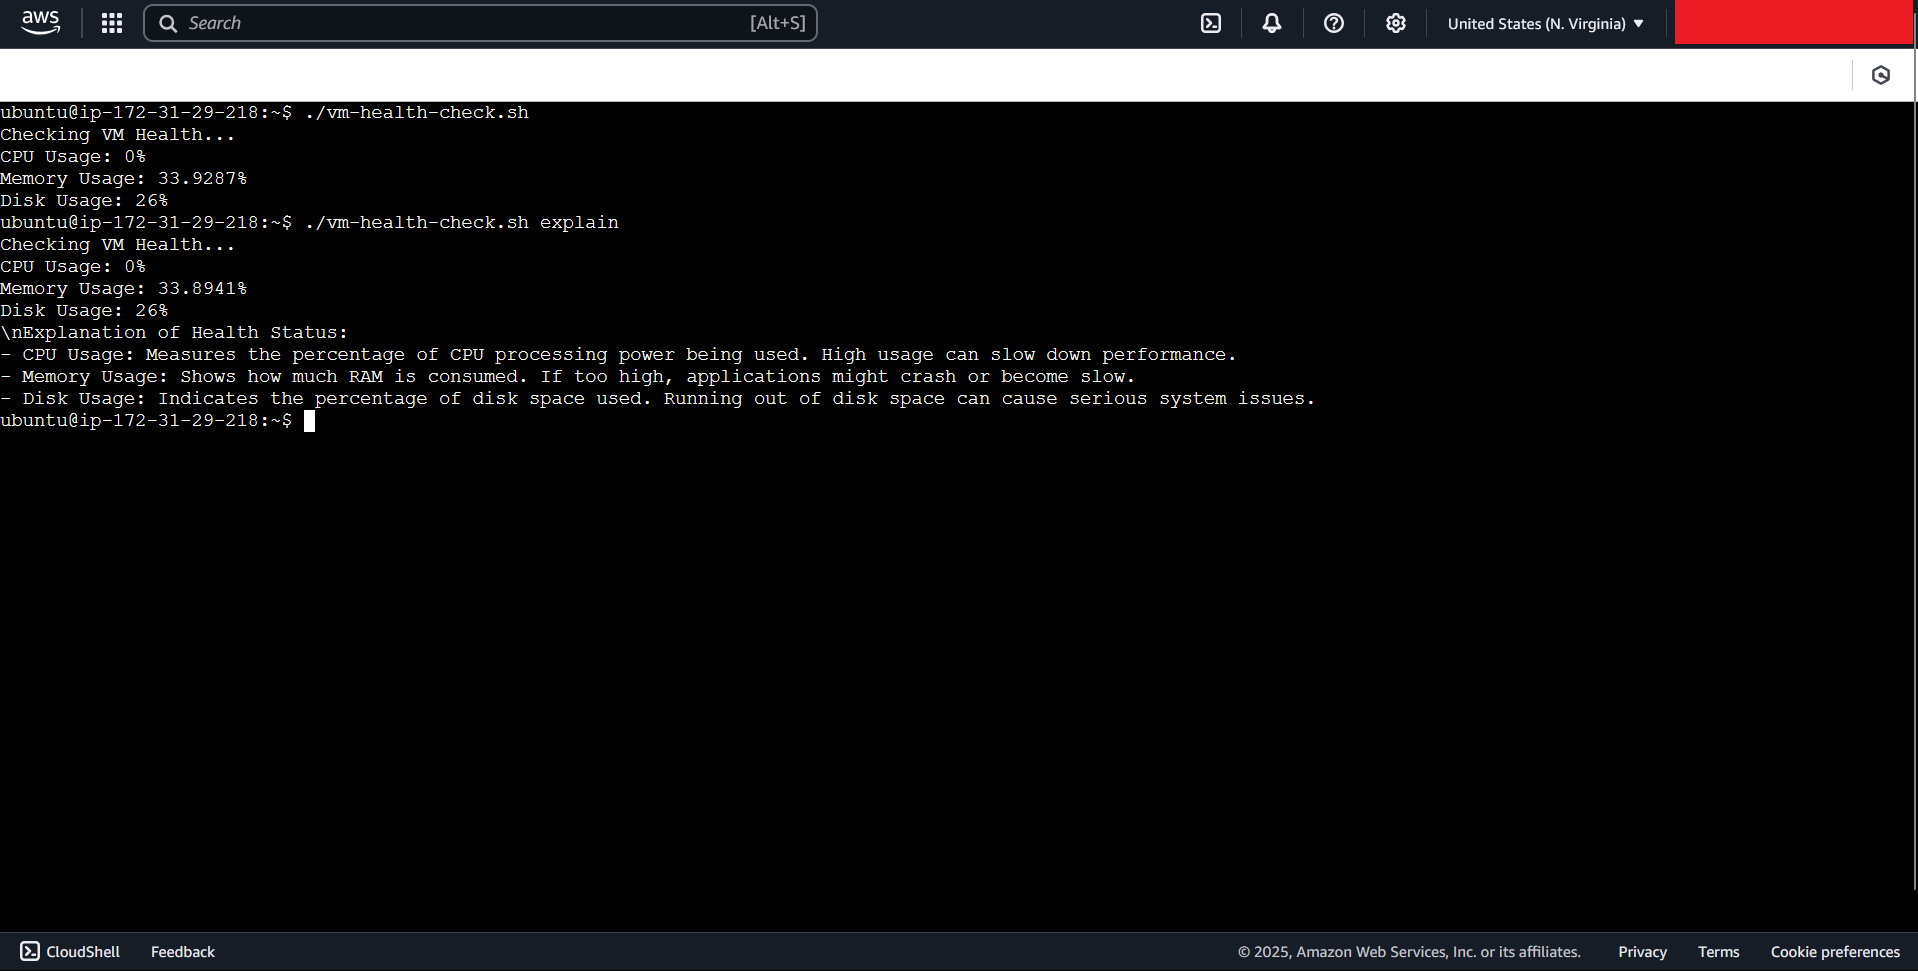 aws
Search [Alt+S]
United States (N. Virginia)
ubuntu@ip-172-31-29-218:~$ ./vm-health-check.sh
Checking VM Health...
CPU Usage: 0%
Memory Usage: 33.9287%
Disk Usage: 26%
ubuntu@ip-172-31-29-218:~$ ./vm-health-check.sh explain
Checking VM Health...
CPU Usage: 0%
Memory Usage: 33.8941%
Disk Usage: 26%
\nExplanation of Health Status:
- CPU Usage: Measures the percentage of CPU processing power being used. High usage can slow down performance.
- Memory Usage: Shows how much RAM is consumed. If too high, applications might crash or become slow.
- Disk Usage: Indicates the percentage of disk space used. Running out of disk space can cause serious system issues.
ubuntu@ip-172-31-29-218:~$
CloudShell Feedback © 2025, Amazon Web Services, Inc. or its affiliates. Privacy Terms Cookie preferences